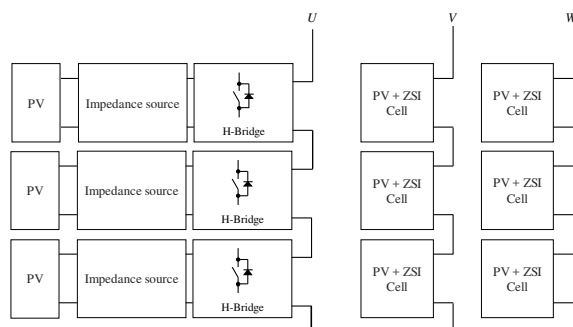 U V W
PV Impedance source H-Bridge PV + ZSI Cell PV + ZSI Cell
PV Impedance source H-Bridge PV + ZSI Cell PV + ZSI Cell
PV Impedance source H-Bridge PV + ZSI Cell PV + ZSI Cell